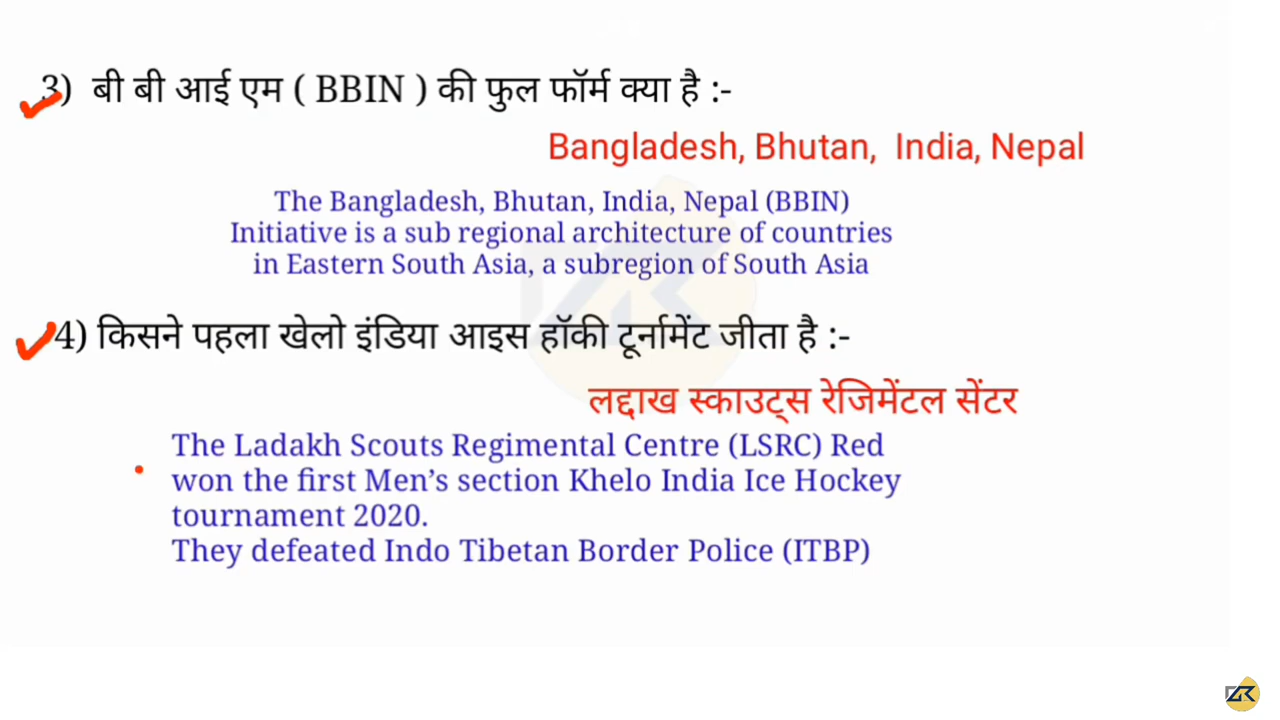 3) बी बी आई एम ( BBIN ) की फुल फॉर्म क्या है :-
Bangladesh, Bhutan, India, Nepal
The Bangladesh, Bhutan, India, Nepal (BBIN)
Initiative is a sub regional architecture of countries
in Eastern South Asia, a subregion of South Asia
4) किसने पहला खेलो इंडिया आइस हॉकी टूर्नामेंट जीता है :-
लद्दाख स्काउट्स रेजिमेंटल सेंटर
The Ladakh Scouts Regimental Centre (LSRC) Red
won the first Men's section Khelo India Ice Hockey
tournament 2020.
They defeated Indo Tibetan Border Police (ITBP)